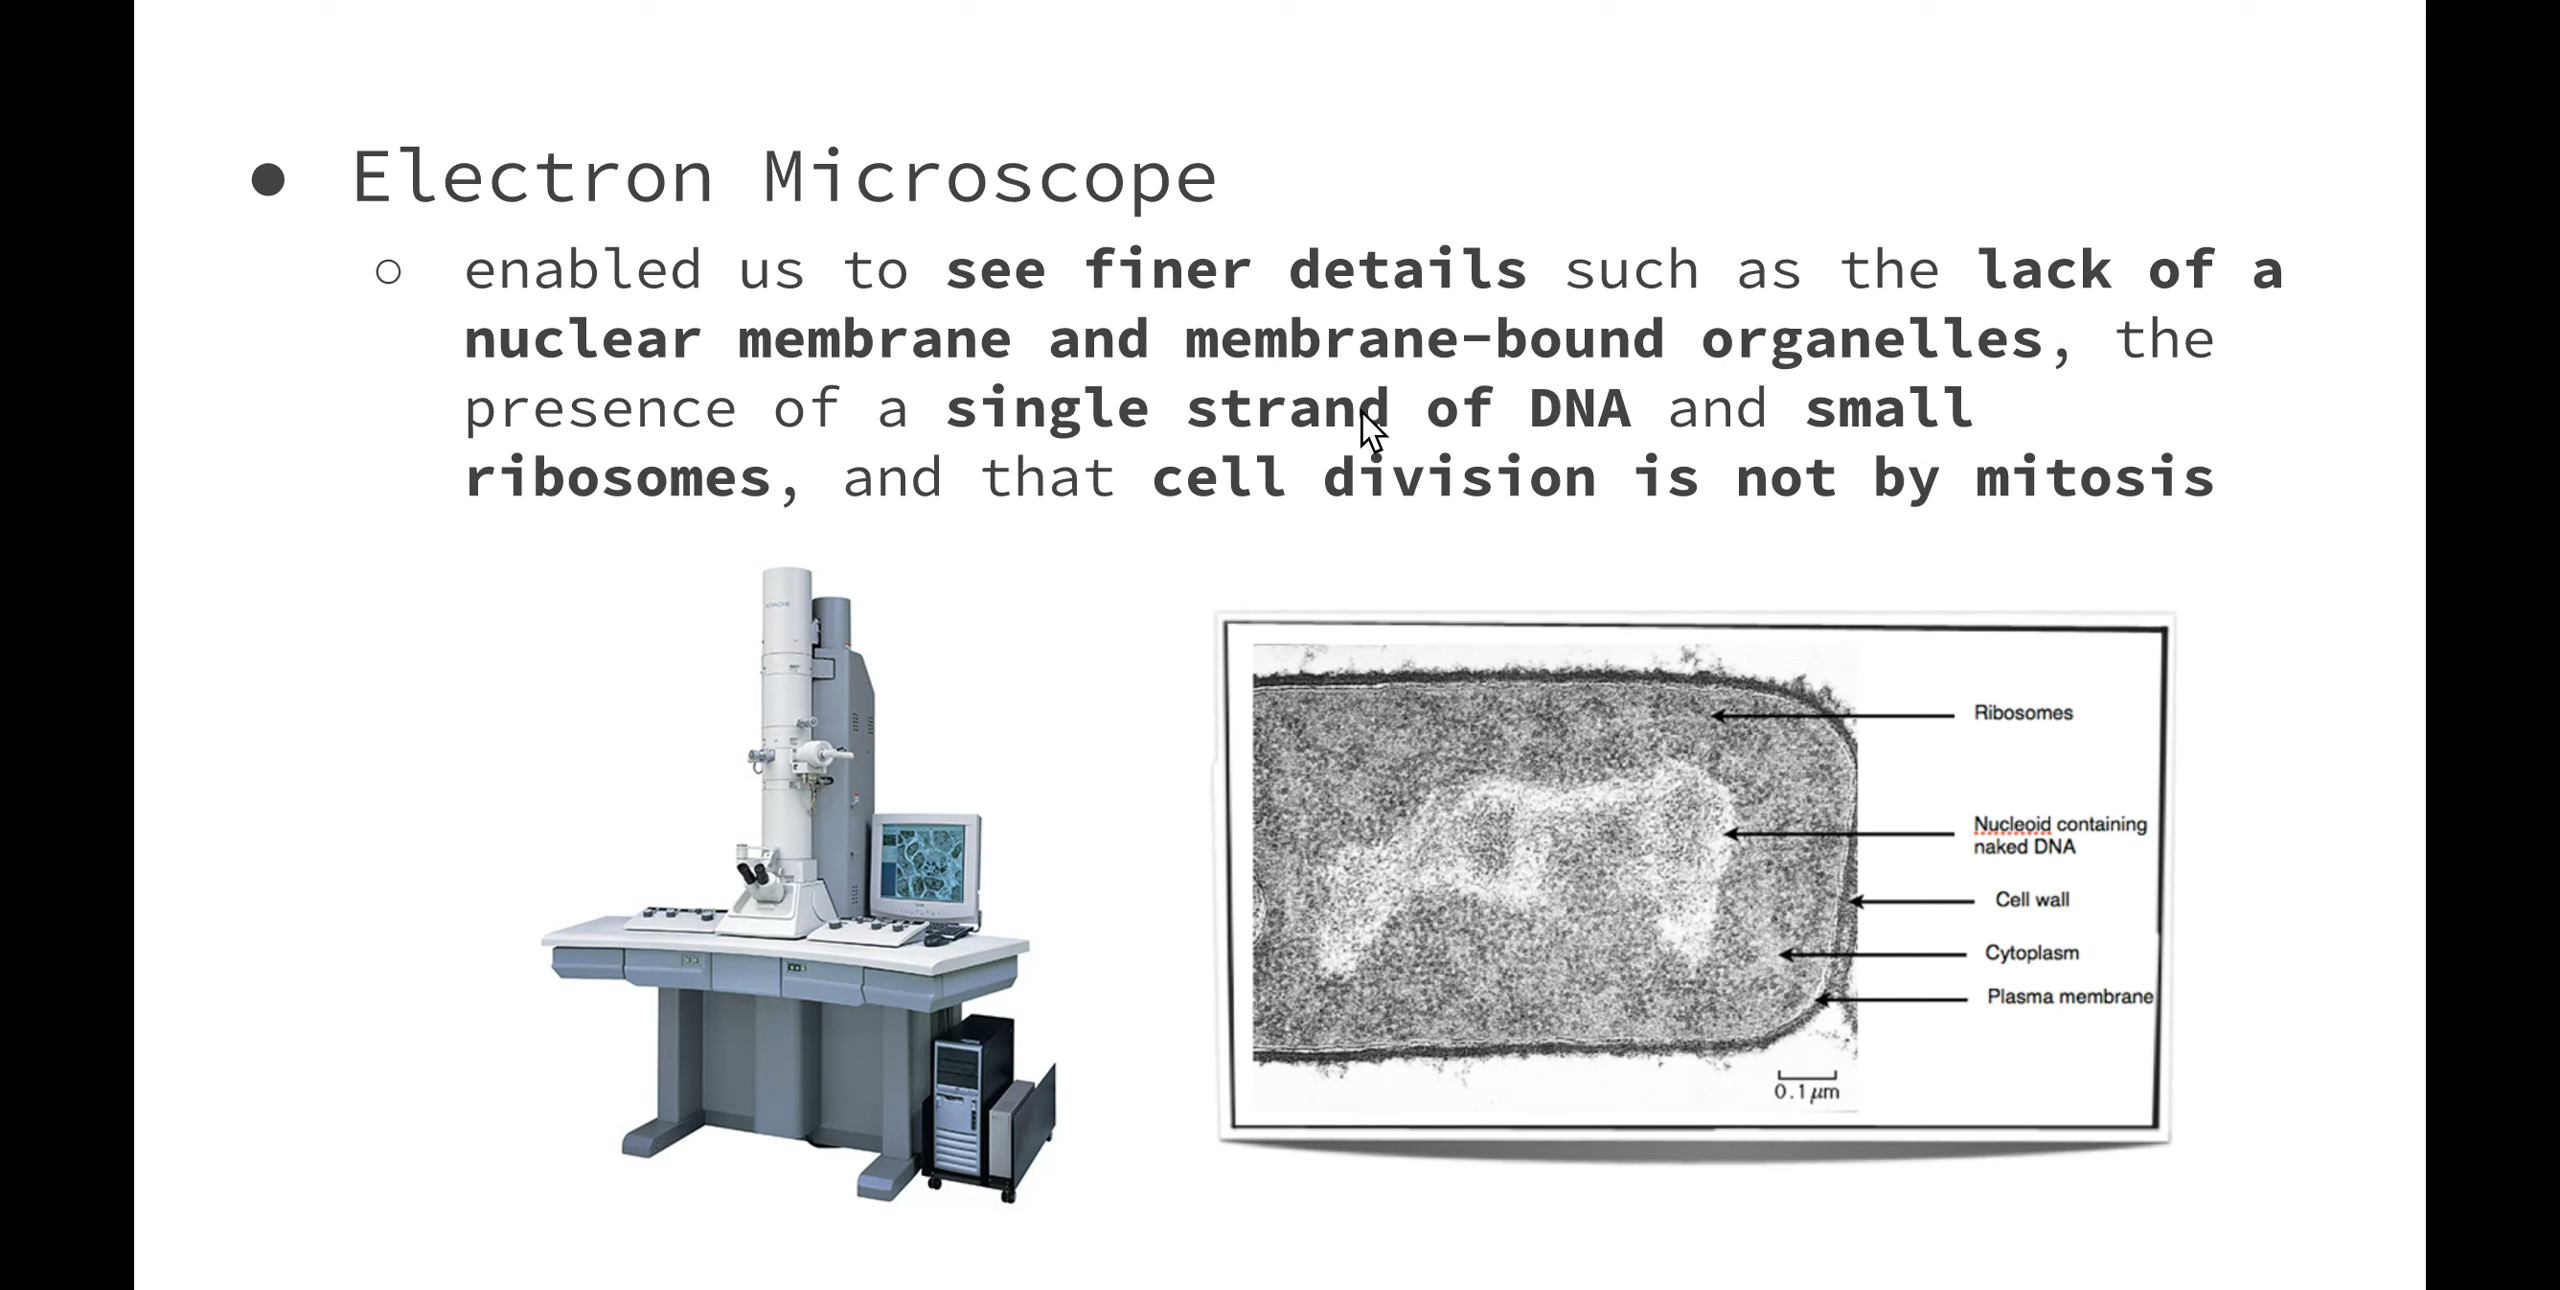 ● Electron Microscope
○ enabled us to see finer details such as the lack of a
nuclear membrane and membrane-bound organelles, the
presence of a single strand of DNA and small
ribosomes, and that cell division is not by mitosis
HITACHI
Ribosomes
Nucleoid containing
naked DNA
Cell wall
Cytoplasm
Plasma membrane
0.1 µm